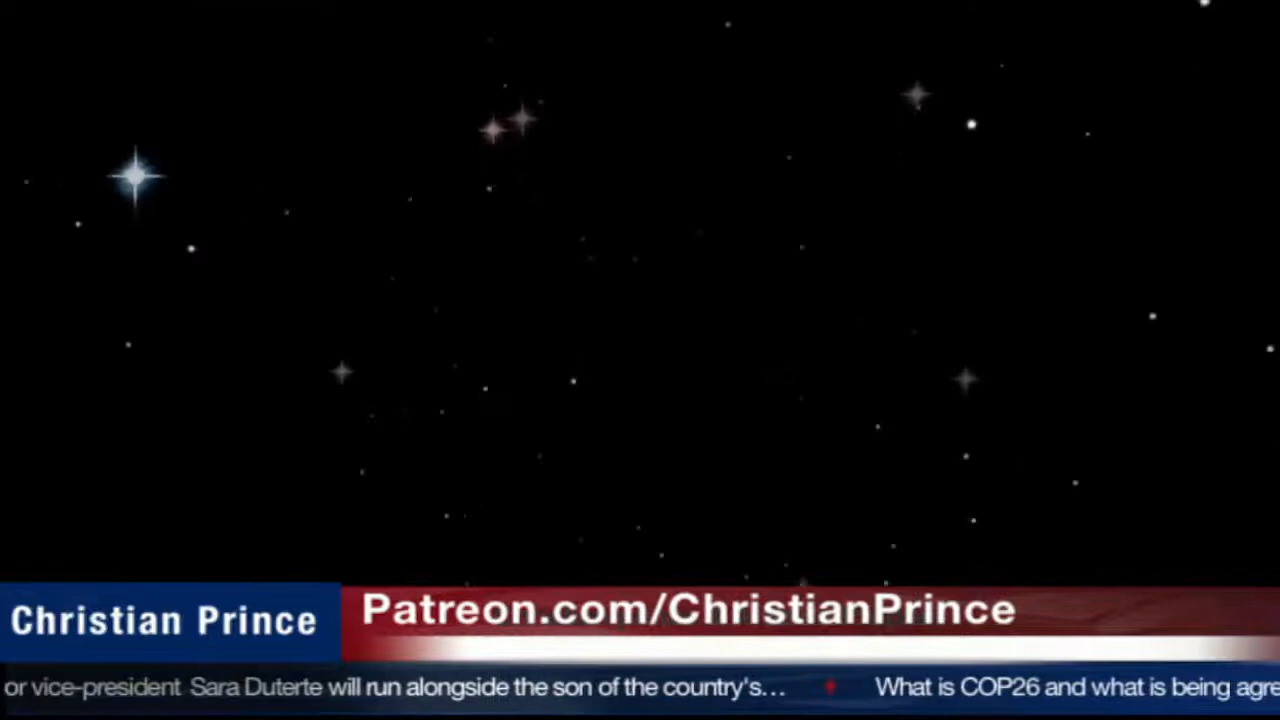 Christian Prince
Patreon.com/ChristianPrince
or vice-president Sara Duterte will run alongside the son of the country's... What is COP26 and what is being agre